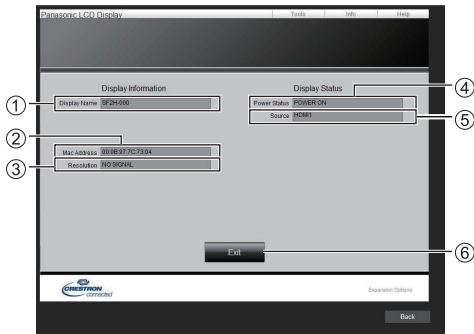 Panasonic LCD Display
Tools Info Help
Display Information
Display Status
① Display Name SF2H-000
Power Status POWER ON ④
Source HDMI1 ⑤
② Mac Address 00:0B:97:7C:73:04
③ Resolution NO SIGNAL
Exit ⑥
CRESTRON connected
Expansion Options
Back